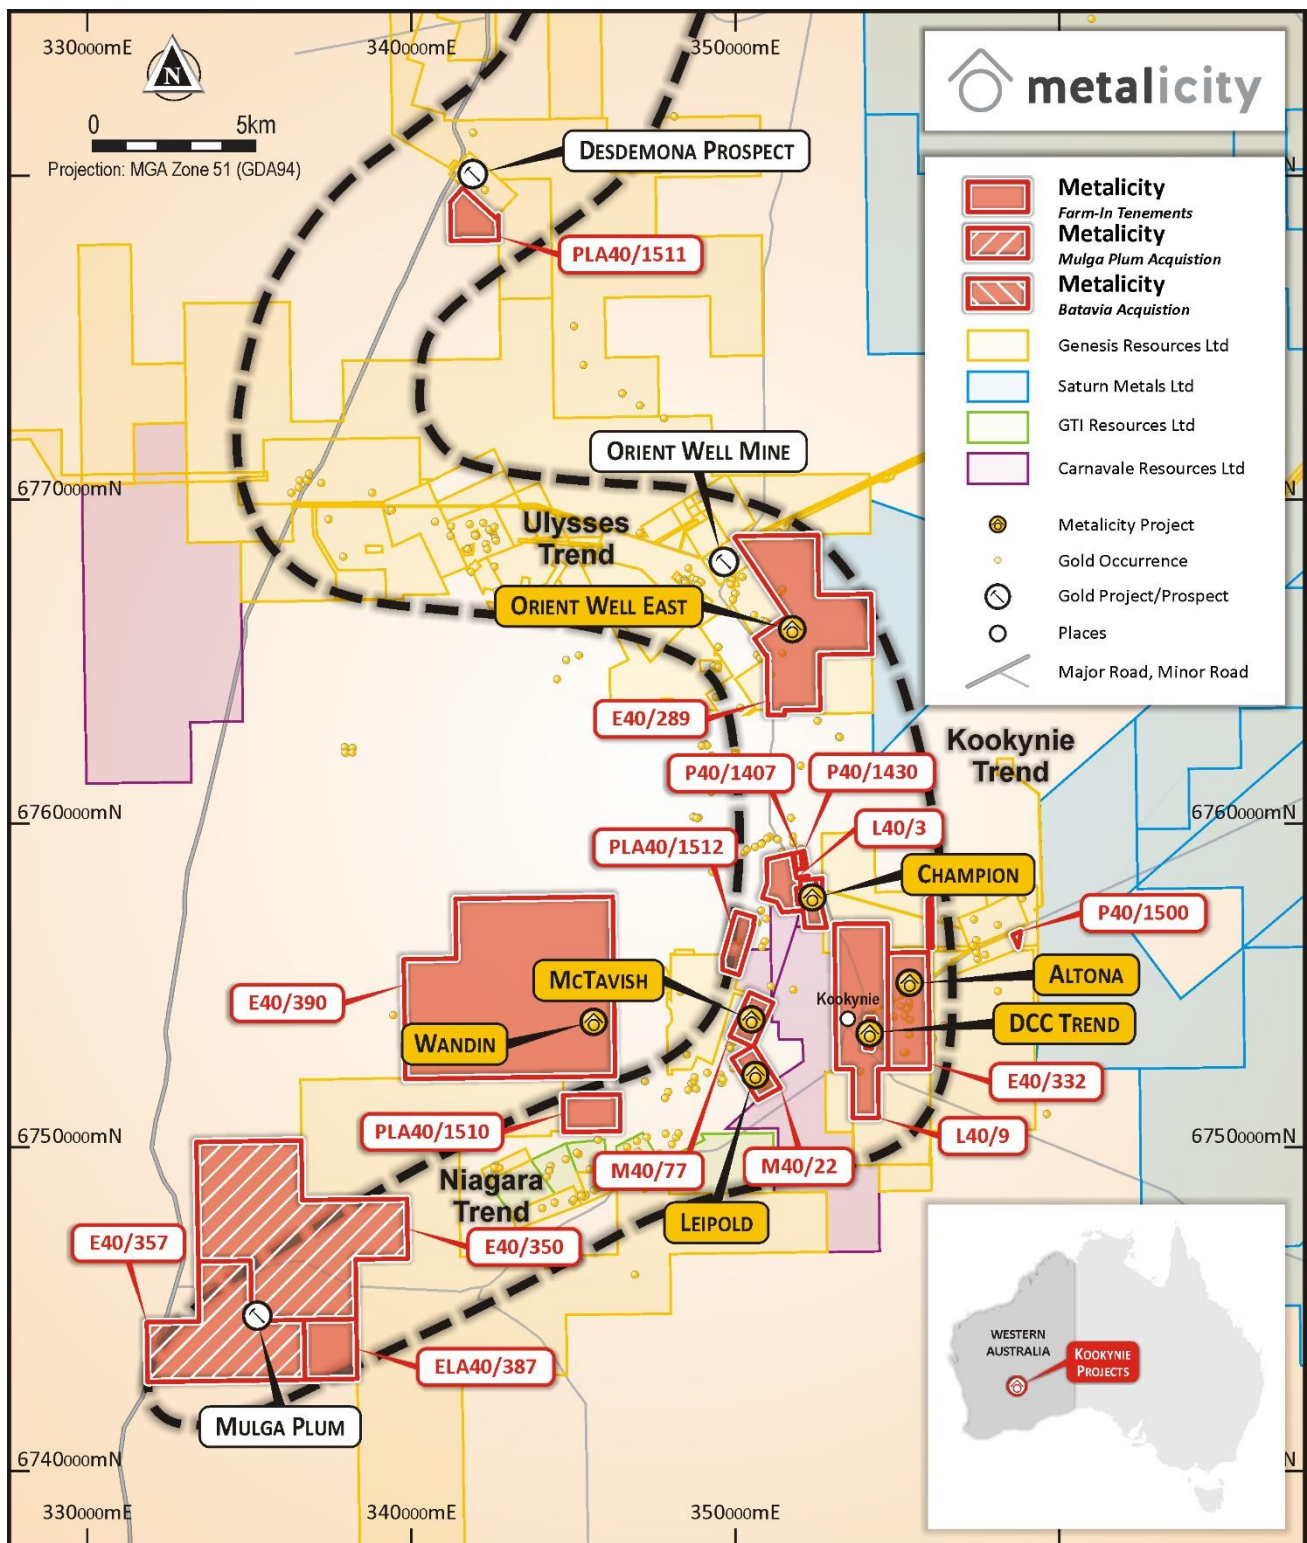 330000mE
340000mE
350000mE
N
0 5km
Projection: MGA Zone 51 (GDA94)
metalicity
DESDEMONA PROSPECT
PLA40/1511
Metalicity
Farm-In Tenements
Metalicity
Mulga Plum Acquistion
Metalicity
Batavia Acquistion
Genesis Resources Ltd
Saturn Metals Ltd
GTI Resources Ltd
Carnavale Resources Ltd
Metalicity Project
Gold Occurrence
Gold Project/Prospect
Places
Major Road, Minor Road
N
N
ORIENT WELL MINE
6770000mN
Ulysses
Trend
ORIENT WELL EAST
E40/289
Kookynie
Trend
P40/1407
P40/1430
6760000mN
6760000mN
L40/3
PLA40/1512
CHAMPION
P40/1500
MCTAVISH
ALTONA
E40/390
Kookynie
WANDIN
DCC TREND
E40/332
PLA40/1510
L40/9
6750000mN
6750000mN
M40/77
M40/22
Niagara
Trend
LEIPOLD
E40/357
E40/350
ELA40/387
MULGA PLUM
WESTERN
AUSTRALIA
KOOKYNIE
PROJECTS
6740000mN
N
330000mE
340000mE
350000mE